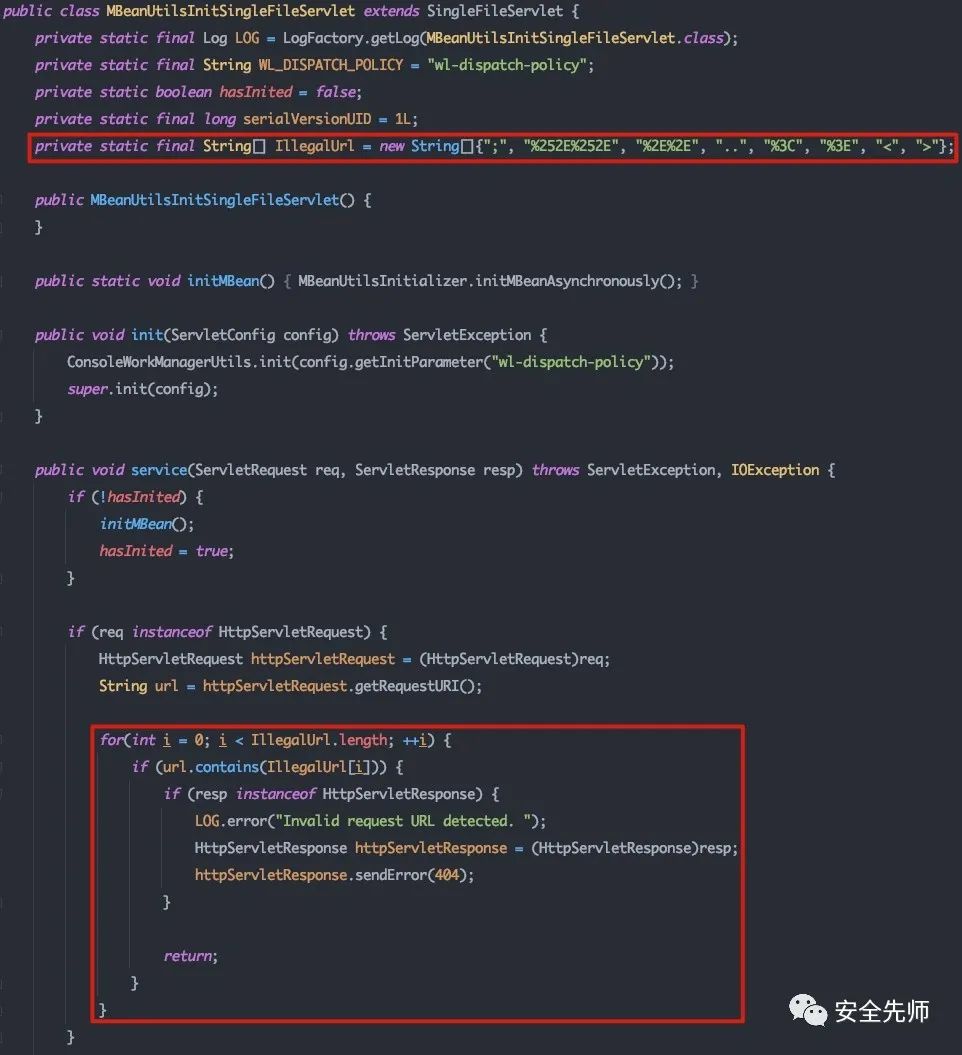 public class MBeanUtilsInitSingleFileServlet extends SingleFileServlet {
private static final Log LOG = LogFactory.getLog(MBeanUtilsInitSingleFileServlet.class);
private static final String WL_DISPATCH_POLICY = "wl-dispatch-policy";
private static boolean hasInited = false;
private static final long serialVersionUID = 1L;
private static final String[] IllegalUrl = new String[]{";", "%252E%252E", "%2E%2E", "..", "%3C", "%3E", "<", ">"};
public MBeanUtilsInitSingleFileServlet() {
}
public static void initMBean() { MBeanUtilsInitializer.initMBeanAsynchronously(); }
public void init(ServletConfig config) throws ServletException {
ConsoleWorkManagerUtils.init(config.getInitParameter("wl-dispatch-policy"));
super.init(config);
}
public void service(ServletRequest req, ServletResponse resp) throws ServletException, IOException {
if (!hasInited) {
initMBean();
hasInited = true;
}
if (req instanceof HttpServletRequest) {
HttpServletRequest httpServletRequest = (HttpServletRequest)req;
String url = httpServletRequest.getRequestURI();
for(int i = 0; i < IllegalUrl.length; ++i) {
if (url.contains(IllegalUrl[i])) {
if (resp instanceof HttpServletResponse) {
LOG.error("Invalid request URL detected. ");
HttpServletResponse httpServletResponse = (HttpServletResponse)resp;
httpServletResponse.sendError(404);
}
return;
}
}
}
安全先师